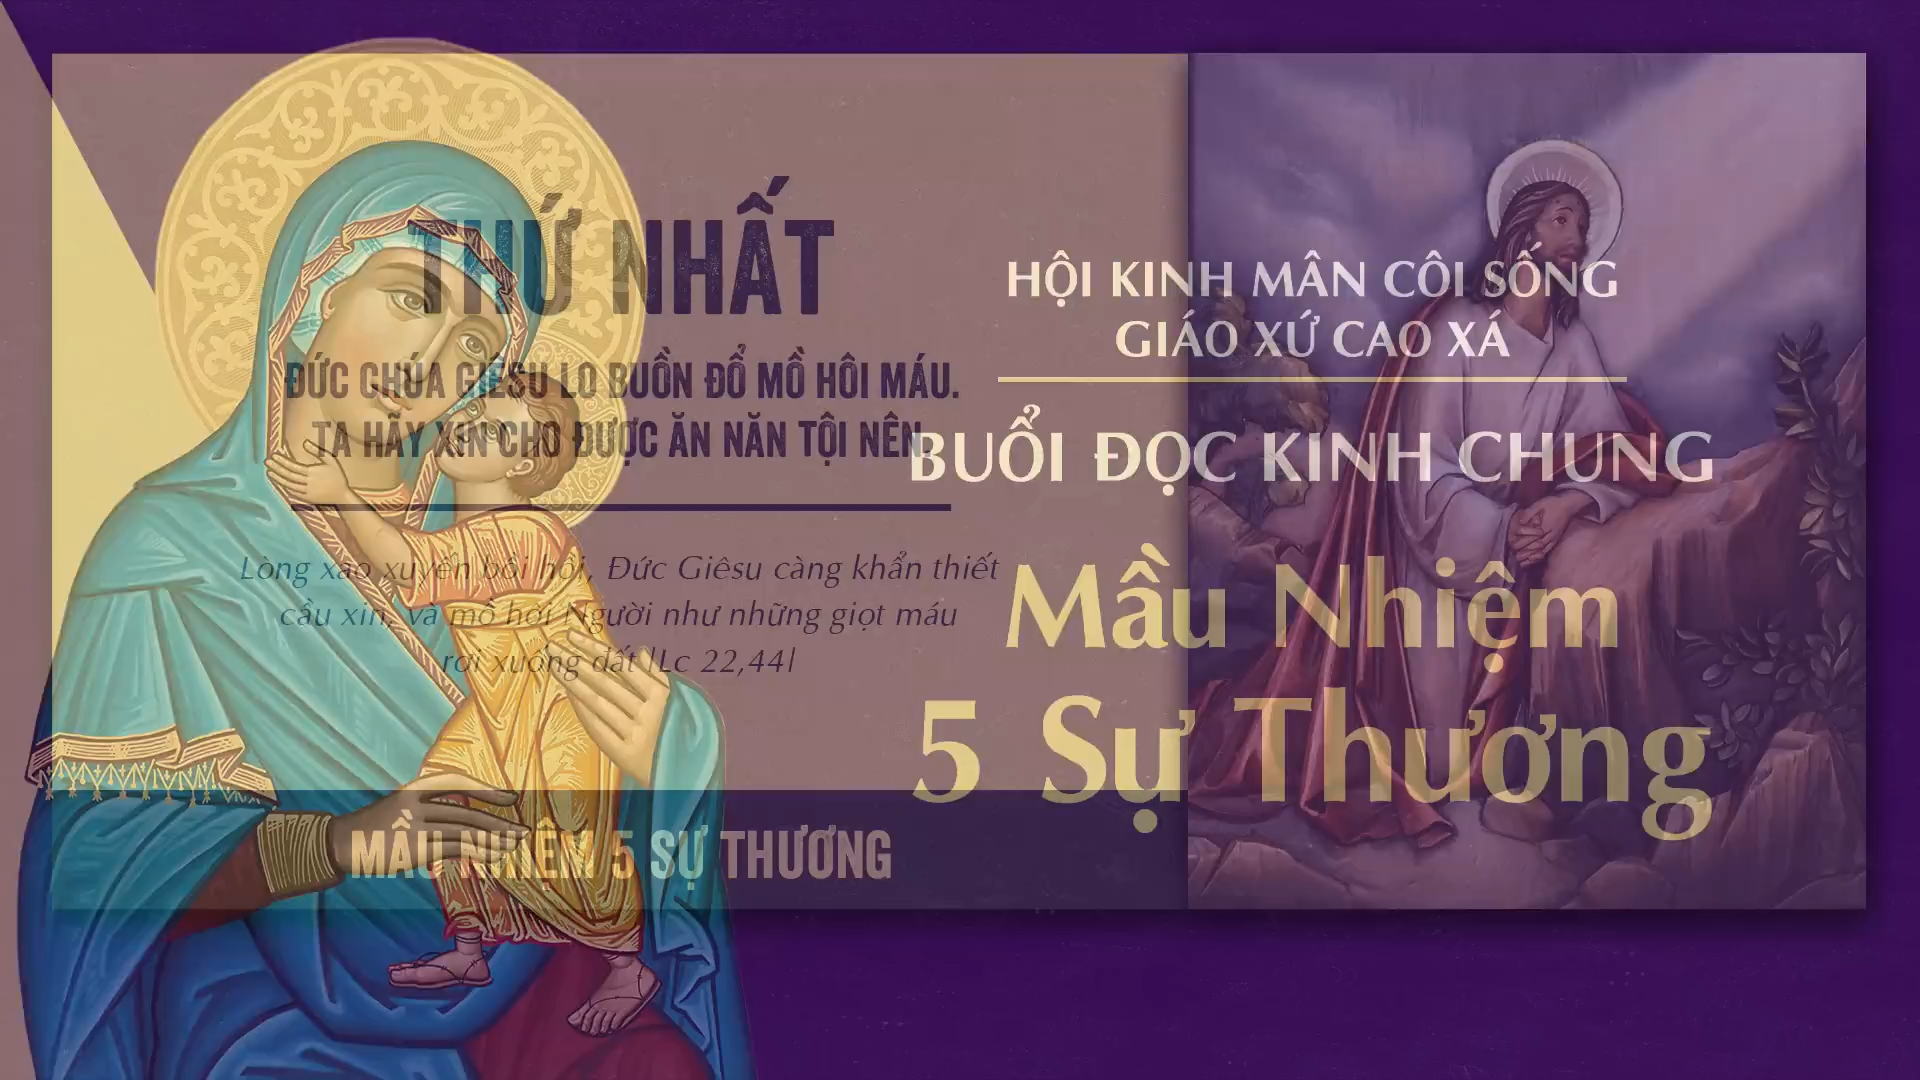 THỨ NHẤT
ĐỨC CHÚA GIÊSU LO BUỒN ĐỔ MỒ HÔI MÁU.
TA HÃY XIN CHO ĐƯỢC ĂN NĂN TỘI NÊN.
Lòng xao xuyến bồi hồi, Đức Giêsu càng khẩn thiết
cầu xin, và mồ hôi Người như những giọt máu
rơi xuống đất |Lc 22,44|
MẦU NHIỆM 5 SỰ THƯƠNG
HỘI KINH MÂN CÔI SỐNG
GIÁO XỨ CAO XÁ
BUỔI ĐỌC KINH CHUNG
Mầu Nhiệm
5 Sự Thương